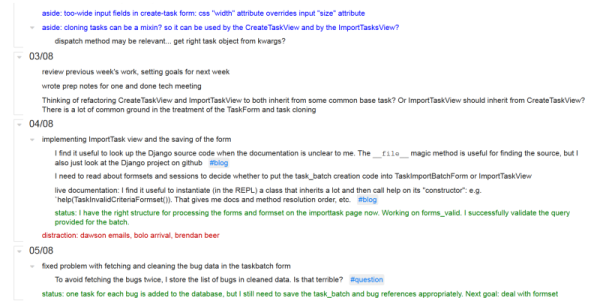 aside: too-wide input fields in create-task form: css "width" attribute overrides input "size" attribute
aside: cloning tasks can be a mixin? so it can be used by the CreateTaskView and by the ImportTasksView?
dispatch method may be relevant... get right task object from kwargs?
03/08
review previous week's work, setting goals for next week
wrote prep notes for one and done tech meeting
Thinking of refactoring CreateTaskView and ImportTaskView to both inherit from some common base task? Or ImportTaskView should inherit from CreateTaskView?
There is a lot of common ground in the treatment of the TaskForm and task cloning
04/08
implementing ImportTask view and the saving of the form
I find it useful to look up the Django source code when the documentation is unclear to me. The __file__ magic method is useful for finding the source, but I
also just look at the Django project on github #blog
I need to read about formsets and sessions to decide whether to put the task_batch creation code into TaskImportBatchForm or ImportTaskView
live documentation: I find it useful to instantiate (in the REPL) a class that inherits a lot and then call help on its "constructor": e.g.
`help(TaskInvalidCriteriaFormset()). That gives me docs and method resolution order, etc. #blog
status: I have the right structure for processing the forms and formset on the importtask page now. Working on forms_valid. I successfully validate the query
provided for the batch.
distraction: dawson emails, bolo arrival, brendan beer
05/08
fixed problem with fetching and cleaning the bug data in the taskbatch form
To avoid fetching the bugs twice, I store the list of bugs in cleaned data. Is that terrible? #question
status: one task for each bug is added to the database, but I still need to save the task_batch and bug references appropriately. Next goal: deal with formset